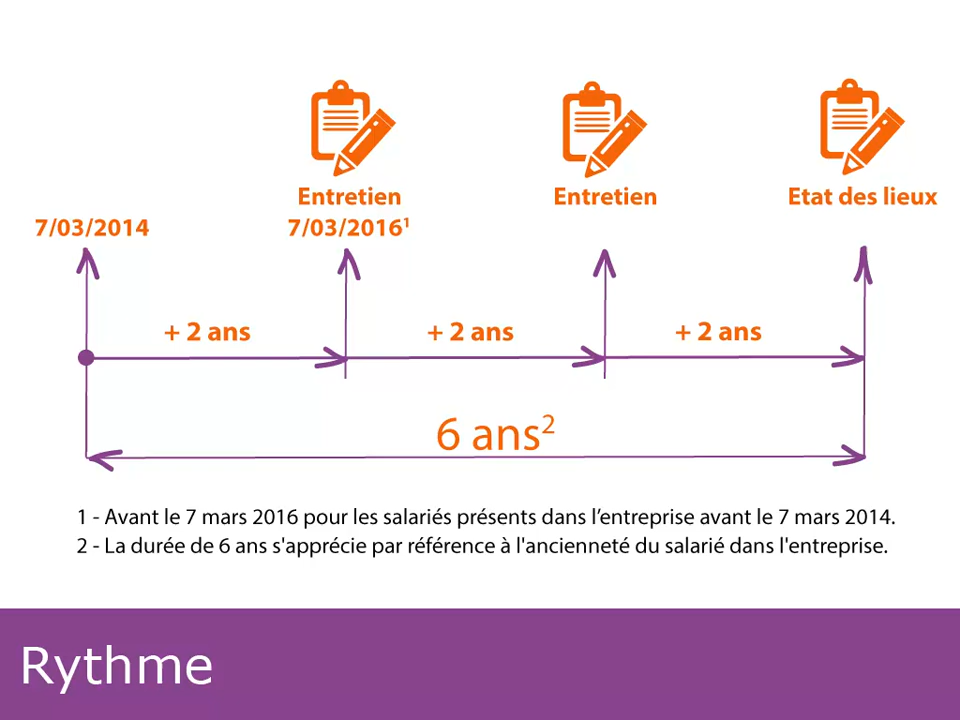 Entretien
Entretien
Etat des lieux
7/03/2014
7/03/2016¹
+ 2 ans
+ 2 ans
+ 2 ans
6 ans²
1 - Avant le 7 mars 2016 pour les salariés présents dans l’entreprise avant le 7 mars 2014.
2 - La durée de 6 ans s'apprécie par référence à l'ancienneté du salarié dans l'entreprise.
Rythme